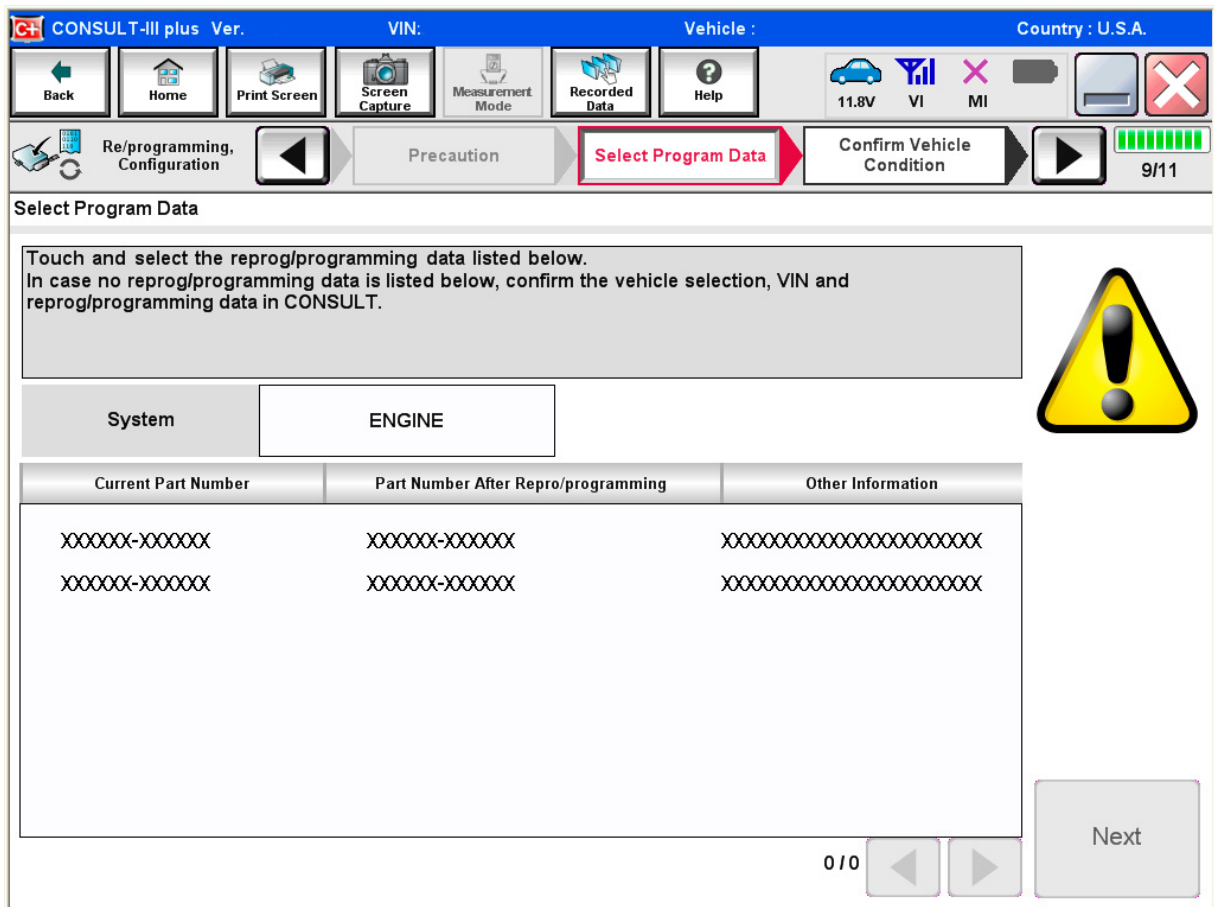 C+ CONSULT-III plus Ver. VIN: Vehicle : Country : U.S.A.
Back
Home
Print Screen
Screen
Capture
Measurement
Mode
Recorded
Data
Help
11.8V
VI
MI
Re/programming,
Configuration
Precaution
Select Program Data
Confirm Vehicle
Condition
9/11
Select Program Data
Touch and select the reprog/programming data listed below.
In case no reprog/programming data is listed below, confirm the vehicle selection, VIN and
reprog/programming data in CONSULT.
System ENGINE
Current Part Number Part Number After Repro/programming Other Information
XXXXXX-XXXXXX XXXXXX-XXXXXX XXXXXXXXXXXXXXXXXXXXXX
XXXXXX-XXXXXX XXXXXX-XXXXXX XXXXXXXXXXXXXXXXXXXXXX
Next
0/0